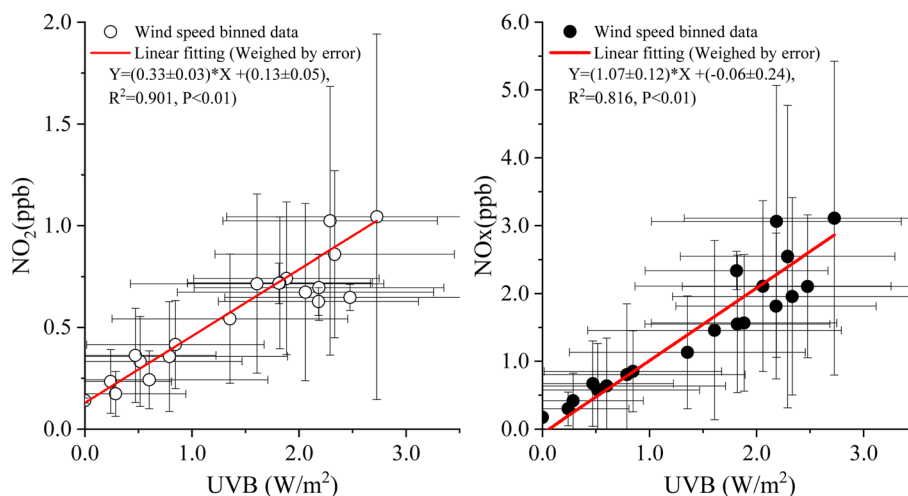 Wind speed binned data
Linear fitting (Weighed by error)
Y=(0.33±0.03)*X +(0.13±0.05),
R²=0.901, P<0.01)
2.0
1.5
1.0
0.5
0.0
NO₂(ppb)
0.0 1.0 2.0 3.0
UVB (W/m²)
Wind speed binned data
Linear fitting (Weighed by error)
Y=(1.07±0.12)*X +(-0.06±0.24),
R²=0.816, P<0.01)
6.0
5.0
4.0
3.0
2.0
1.0
0.0
NOx(ppb)
0.0 1.0 2.0 3.0
UVB (W/m²)